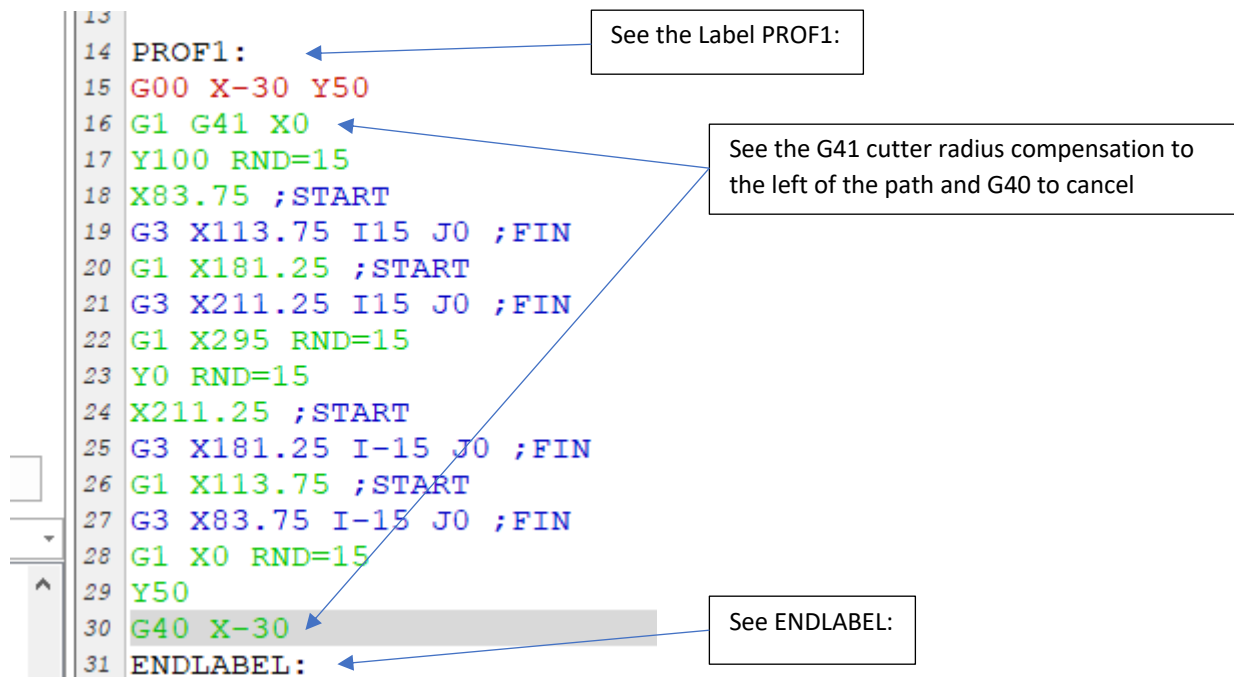 13
14 PROF1:
15 G00 X-30 Y50
16 G1 G41 X0
17 Y100 RND=15
18 X83.75 ;START
19 G3 X113.75 I15 J0 ;FIN
20 G1 X181.25 ;START
21 G3 X211.25 I15 J0 ;FIN
22 G1 X295 RND=15
23 Y0 RND=15
24 X211.25 ;START
25 G3 X181.25 I-15 J0 ;FIN
26 G1 X113.75 ;START
27 G3 X83.75 I-15 J0 ;FIN
28 G1 X0 RND=15
29 Y50
30 G40 X-30
31 ENDLABEL:
See the Label PROF1:
See the G41 cutter radius compensation to
the left of the path and G40 to cancel
See ENDLABEL: